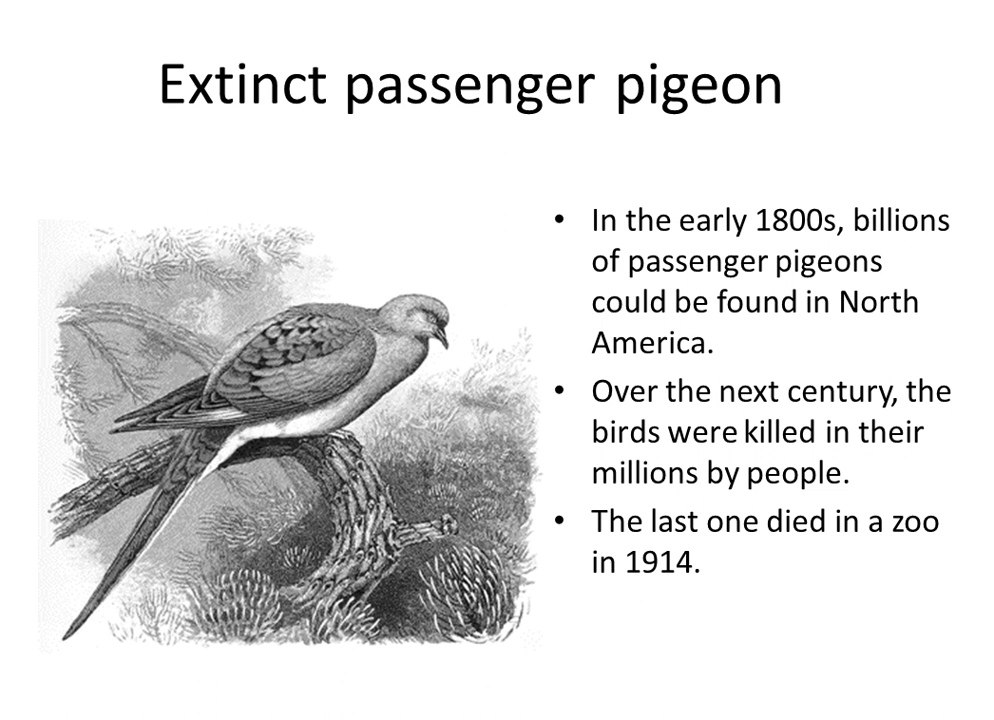 Extinct passenger pigeon
• In the early 1800s, billions
of passenger pigeons
could be found in North
America.
• Over the next century, the
birds were killed in their
millions by people.
• The last one died in a zoo
in 1914.